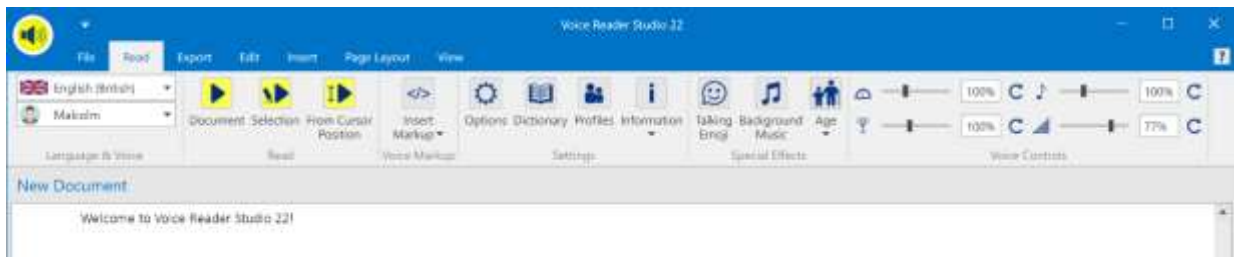 Voice Reader Studio 22
File Read Export Edit Insert Page Layout View
English (British) 100% 100%
Malcolm Document Selection From Cursor Position Insert Markup Options Dictionary Profiles Information Talking Emoji Background Music Age 100% 77%
Language & Voice Read Voice Markup Settings Special Effects Voice Controls
New Document
Welcome to Voice Reader Studio 22!